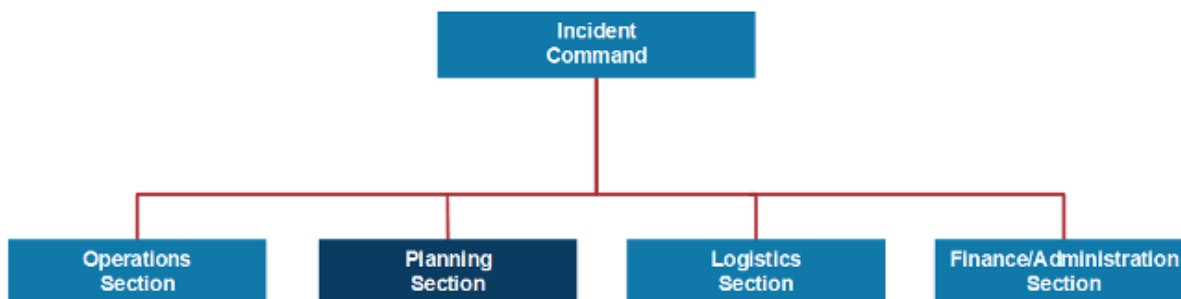 Incident
Command
Operations
Section
Planning
Section
Logistics
Section
Finance/Administration
Section